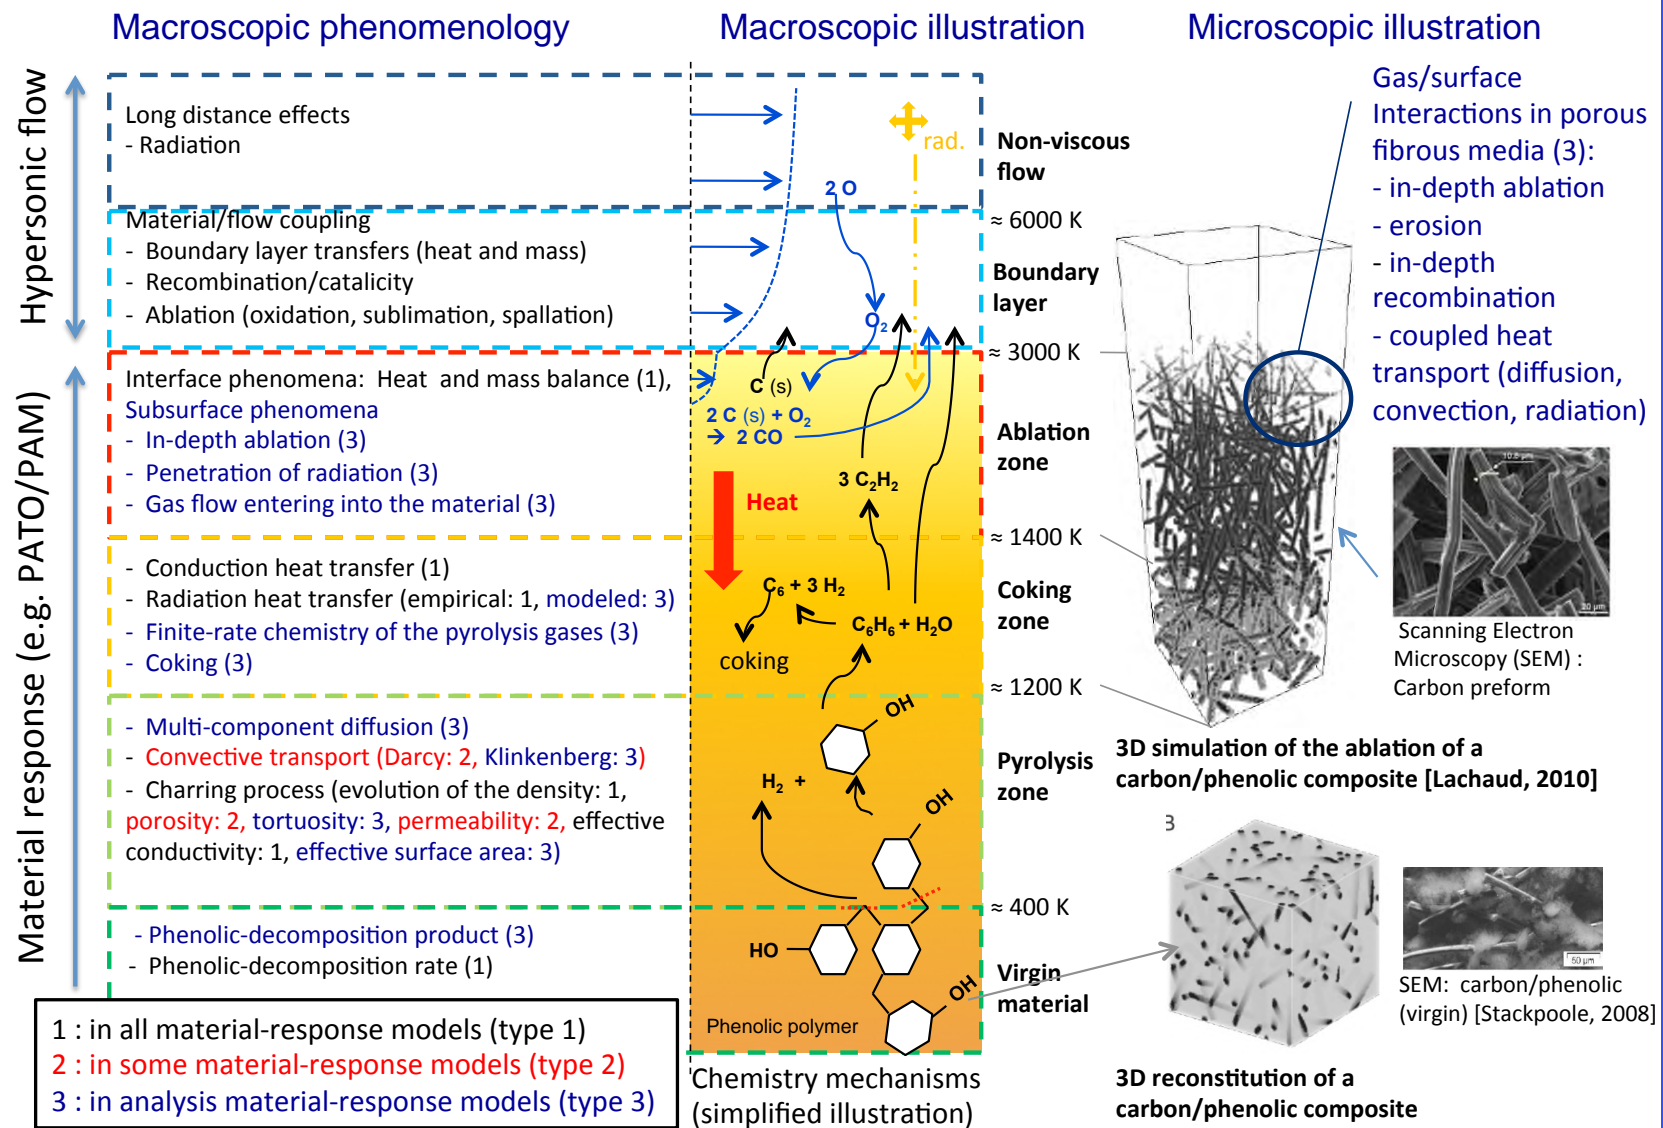 Macroscopic phenomenology
Macroscopic illustration
Microscopic illustration
Hypersonic flow
Material response (e.g. PATO/PAM)
Long distance effects
- Radiation
Material/flow coupling
- Boundary layer transfers (heat and mass)
- Recombination/catalicity
- Ablation (oxidation, sublimation, spallation)
Interface phenomena: Heat and mass balance (1),
Subsurface phenomena
- In-depth ablation (3)
- Penetration of radiation (3)
- Gas flow entering into the material (3)
- Conduction heat transfer (1)
- Radiation heat transfer (empirical: 1, modeled: 3)
- Finite-rate chemistry of the pyrolysis gases (3)
- Coking (3)
- Multi-component diffusion (3)
- Convective transport (Darcy: 2, Klinkenberg: 3)
- Charring process (evolution of the density: 1,
porosity: 2, tortuosity: 3, permeability: 2, effective
conductivity: 1, effective surface area: 3)
- Phenolic-decomposition product (3)
- Phenolic-decomposition rate (1)
1 : in all material-response models (type 1)
2 : in some material-response models (type 2)
3 : in analysis material-response models (type 3)
rad.
2 O
O2
C (s)
2 C (s) + O2
→ 2 CO
3 C2H2
Heat
C6 + 3 H2
C6H6 + H2O
coking
OH
H2 +
OH
HO
OH
Phenolic polymer
Chemistry mechanisms
(simplified illustration)
Non-viscous
flow
≈ 6000 K
Boundary
layer
≈ 3000 K
Ablation
zone
≈ 1400 K
Coking
zone
≈ 1200 K
Pyrolysis
zone
≈ 400 K
Virgin
material
Gas/surface
Interactions in porous
fibrous media (3):
- in-depth ablation
- erosion
- in-depth
recombination
- coupled heat
transport (diffusion,
convection, radiation)
20 µm
Scanning Electron
Microscopy (SEM) :
Carbon preform
3D simulation of the ablation of a
carbon/phenolic composite [Lachaud, 2010]
50 µm
SEM: carbon/phenolic
(virgin) [Stackpoole, 2008]
3D reconstitution of a
carbon/phenolic composite